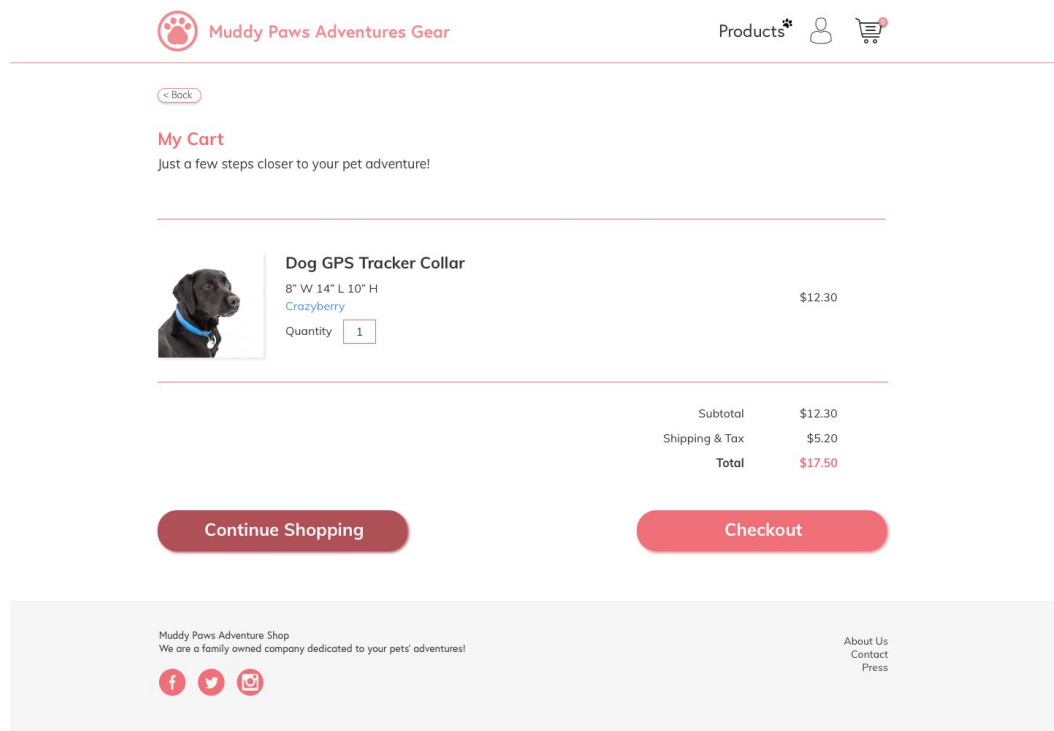 Muddy Paws Adventures Gear
Products
0
< Back
My Cart
Just a few steps closer to your pet adventure!
Dog GPS Tracker Collar
8” W 14” L 10” H
Crazyberry
$12.30
Quantity 1
Subtotal $12.30
Shipping & Tax $5.20
Total $17.50
Continue Shopping
Checkout
Muddy Paws Adventure Shop
We are a family owned company dedicated to your pets' adventures!
About Us
Contact
Press